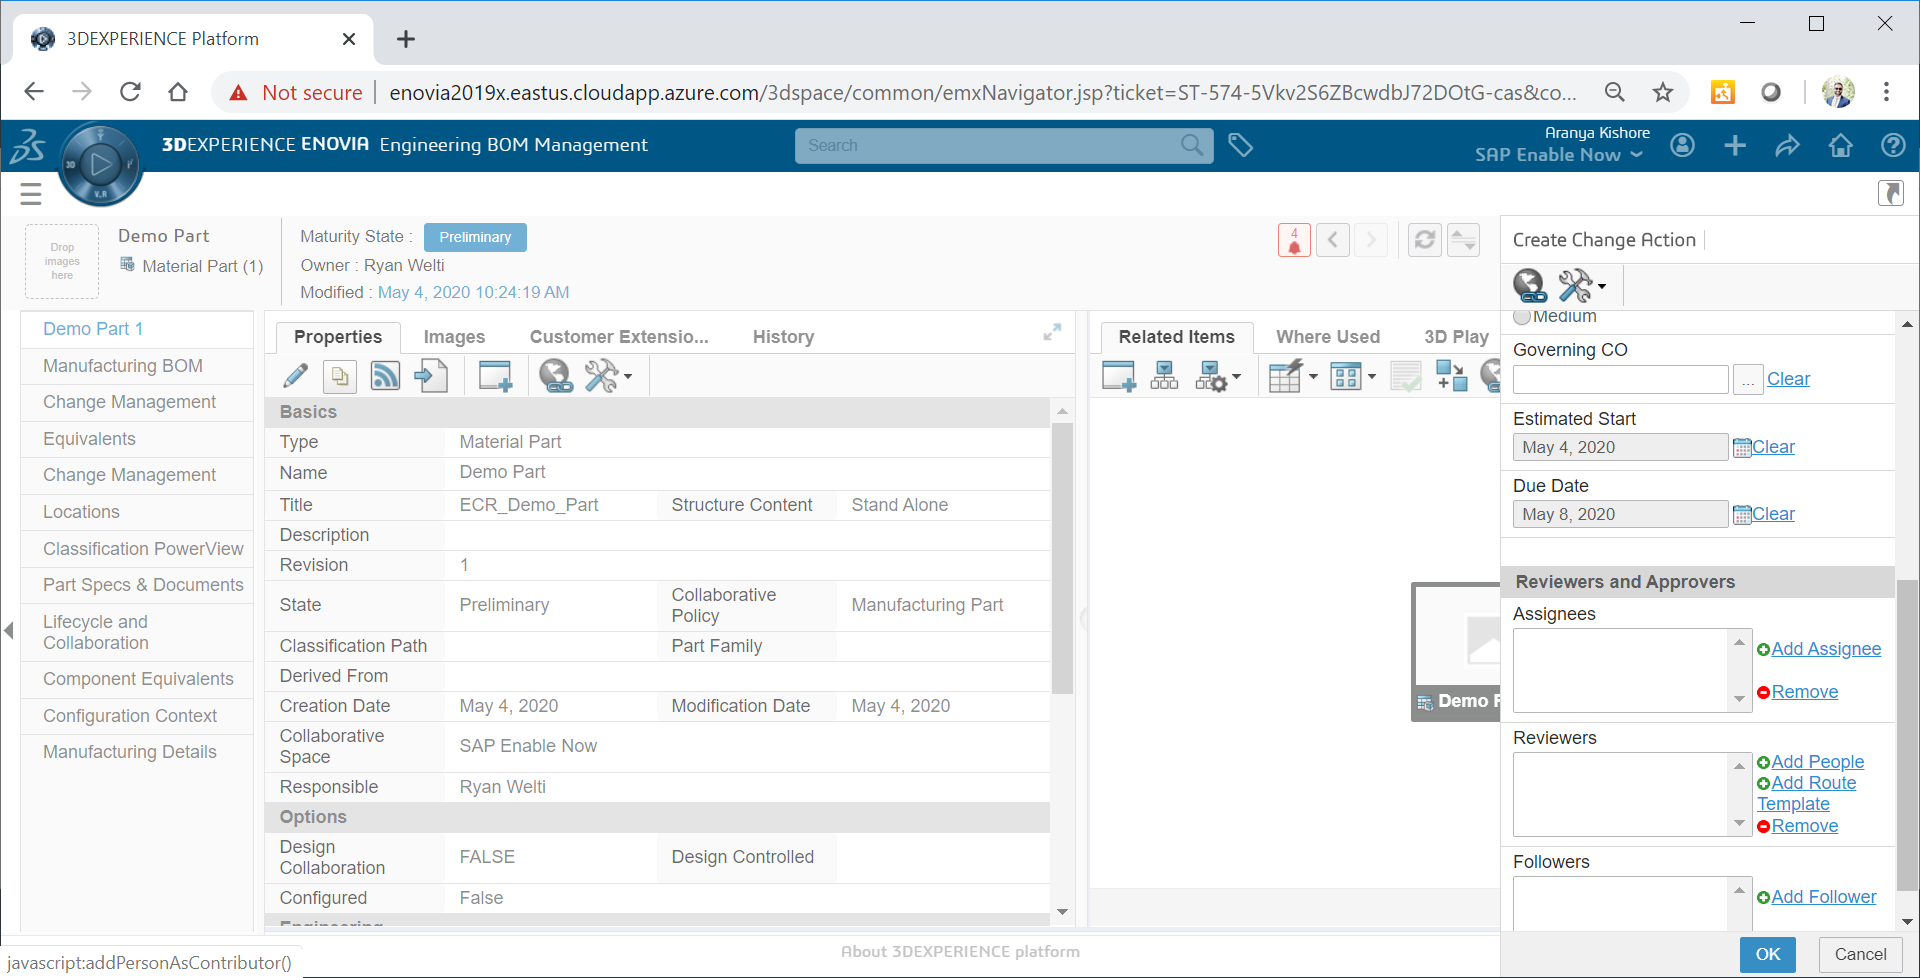 3DEXPERIENCE Platform
Not secure
enovia2019x.eastus.cloudapp.azure.com/3dspace/common/emxNavigator.jsp?ticket=ST-574-5Vkv2S6ZBcwdbJ72DOtG-cas&co...
3DEXPERIENCE ENOVIA Engineering BOM Management
Search
Aranya Kishore
SAP Enable Now
3D
V.R
Drop
images
here
Demo Part
Material Part (1)
Maturity State : Preliminary
Owner : Ryan Welti
Modified : May 4, 2020 10:24:19 AM
4
Demo Part 1
Manufacturing BOM
Change Management
Equivalents
Change Management
Locations
Classification PowerView
Part Specs & Documents
Lifecycle and
Collaboration
Component Equivalents
Configuration Context
Manufacturing Details
Properties Images Customer Extensio... History
Basics
Type Material Part
Name Demo Part
Title ECR_Demo_Part Structure Content Stand Alone
Description
Revision 1
State Preliminary Collaborative
Policy Manufacturing Part
Classification Path Part Family
Derived From
Creation Date May 4, 2020 Modification Date May 4, 2020
Collaborative
Space SAP Enable Now
Responsible Ryan Welti
Options
Design
Collaboration FALSE Design Controlled
Configured False
Engineering
Related Items Where Used 3D Play
Demo
Create Change Action
Medium
Governing CO
... Clear
Estimated Start
May 4, 2020 Clear
Due Date
May 8, 2020 Clear
Reviewers and Approvers
Assignees
Add Assignee
Remove
Reviewers
Add People
Add Route
Template
Remove
Followers
Add Follower
OK Cancel
About 3DEXPERIENCE platform
javascript:addPersonAsContributor()